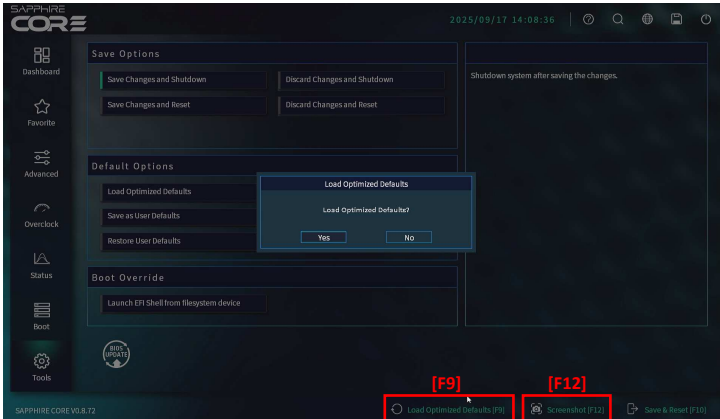 SAPPHIRE
CORE
2025/09/17 14:08:36
Dashboard
Favorite
Advanced
Overclock
Status
Boot
Tools
Save Options
Save Changes and Shutdown
Discard Changes and Shutdown
Save Changes and Reset
Discard Changes and Reset
Shutdown system after saving the changes.
Default Options
Load Optimized Defaults
Save as User Defaults
Restore User Defaults
Load Optimized Defaults
Load Optimized Defaults?
Yes No
Boot Override
Launch EFI Shell from filesystem device
BIOS
UPDATE
[F9] [F12]
SAPPHIRE CORE V0.8.72
Load Optimized Defaults [F9] Screenshot [F12] Save & Reset [F10]